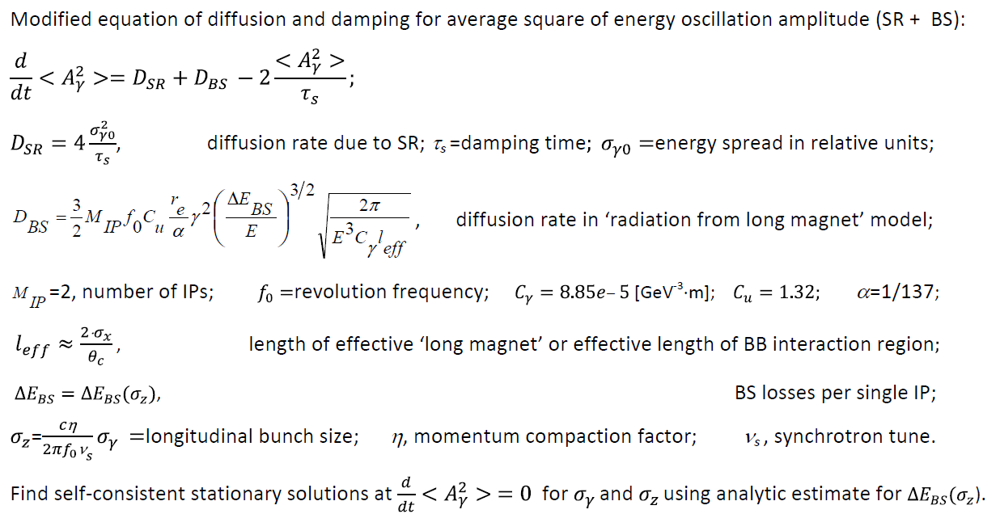 Modified equation of diffusion and damping for average square of energy oscillation amplitude (SR + BS):
$\frac{d}{dt} < A_\gamma^2 > = D_{SR} + D_{BS} - 2\frac{< A_\gamma^2 >}{\tau_s};$
$D_{SR} = 4\frac{\sigma_{\gamma 0}^2}{\tau_s},$ diffusion rate due to SR; $\tau_s$=damping time; $\sigma_{\gamma 0}$ =energy spread in relative units;
$D_{BS} = \frac{3}{2} M_{IP} f_0 C_u \frac{r_e}{\alpha} \gamma^2 \left(\frac{\Delta E_{BS}}{E}\right)^{3/2} \sqrt{\frac{2\pi}{E^3 C_\gamma l_{eff}}},$ diffusion rate in ‘radiation from long magnet’ model;
$M_{IP}$=2, number of IPs; $f_0$ =revolution frequency; $C_\gamma = 8.85e–5$ [GeV$^{-3}$·m]; $C_u = 1.32$; $\alpha$=1/137;
$l_{eff} \approx \frac{2 \cdot \sigma_x}{\theta_c},$ length of effective ‘long magnet’ or effective length of BB interaction region;
$\Delta E_{BS} = \Delta E_{BS}(\sigma_z),$ BS losses per single IP;
$\sigma_z = \frac{c\eta}{2\pi f_0 \nu_s} \sigma_\gamma$ =longitudinal bunch size; $\eta$, momentum compaction factor; $\nu_s$, synchrotron tune.
Find self-consistent stationary solutions at $\frac{d}{dt} < A_\gamma^2 > = 0$ for $\sigma_\gamma$ and $\sigma_z$ using analytic estimate for $\Delta E_{BS}(\sigma_z)$.